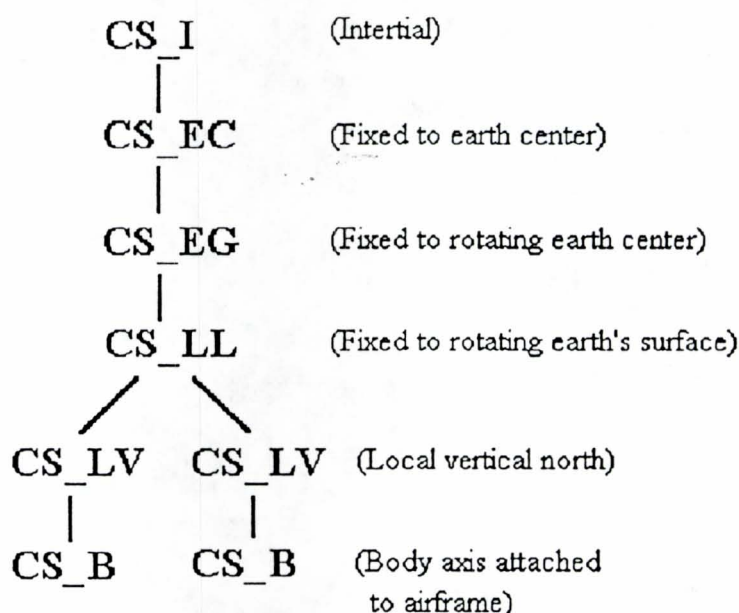 CS_I (Intertial)
CS_EC (Fixed to earth center)
CS_EG (Fixed to rotating earth center)
CS_LL (Fixed to rotating earth's surface)
CS_LV CS_LV (Local vertical north)
CS_B CS_B (Body axis attached
to airframe)